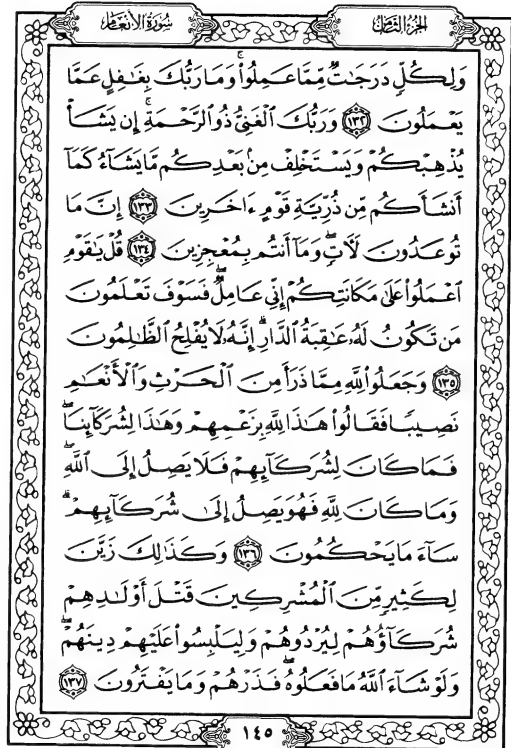 الجزء الثامن
سورة الأنعام
وَلِكُلٍّ دَرَجَٰتٌ مِّمَّا عَمِلُوا۟ ۚ وَمَا رَبُّكَ بِغَٰفِلٍ عَمَّا
يَعْمَلُونَ ١٣٢ وَرَبُّكَ ٱلْغَنِىُّ ذُو ٱلرَّحْمَةِ ۚ إِن يَشَأْ
يُذْهِبْكُمْ وَيَسْتَخْلِفْ مِنۢ بَعْدِكُم مَّا يَشَآءُ كَمَآ
أَنشَأَكُم مِّن ذُرِّيَّةِ قَوْمٍ ءَاخَرِينَ ١٣٣ إِنَّ مَا
تُوعَدُونَ لَءَاتٍ ۖ وَمَآ أَنتُم بِمُعْجِزِينَ ١٣٤ قُلْ يَٰقَوْمِ
ٱعْمَلُوا۟ عَلَىٰ مَكَانَتِكُمْ إِنِّى عَامِلٌ ۖ فَسَوْفَ تَعْلَمُونَ
مَن تَكُونُ لَهُۥ عَٰقِبَةُ ٱلدَّارِ ۗ إِنَّهُۥ لَا يُفْلِحُ ٱلظَّٰلِمُونَ
١٣٥ وَجَعَلُوا۟ لِلَّهِ مِمَّا ذَرَأَ مِنَ ٱلْحَرْثِ وَٱلْأَنْعَٰمِ
نَصِيبًا فَقَالُوا۟ هَٰذَا لِلَّهِ بِزَعْمِهِمْ وَهَٰذَا لِشُرَكَآئِنَا ۖ
فَمَا كَانَ لِشُرَكَآئِهِمْ فَلَا يَصِلُ إِلَى ٱللَّهِ ۖ
وَمَا كَانَ لِلَّهِ فَهُوَ يَصِلُ إِلَىٰ شُرَكَآئِهِمْ ۗ
سَآءَ مَا يَحْكُمُونَ ١٣٦ وَكَذَٰلِكَ زَيَّنَ
لِكَثِيرٍ مِّنَ ٱلْمُشْرِكِينَ قَتْلَ أَوْلَٰدِهِمْ
شُرَكَآؤُهُمْ لِيُرْدُوهُمْ وَلِيَلْبِسُوا۟ عَلَيْهِمْ دِينَهُمْ ۖ
وَلَوْ شَآءَ ٱللَّهُ مَا فَعَلُوهُ ۖ فَذَرْهُمْ وَمَا يَفْتَرُونَ ١٣٧
١٤٥